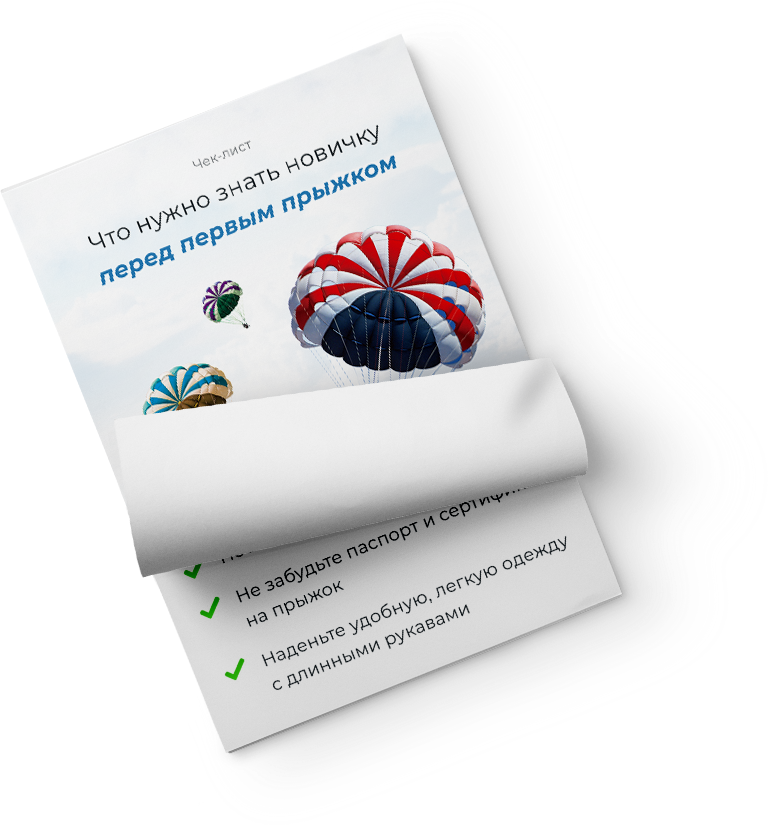 Чек-лист
Что нужно знать новичку
перед первым прыжком
Не забудьте паспорт и
на прыжок
Наденьте удобную, легкую одежду
с длинными рукавами